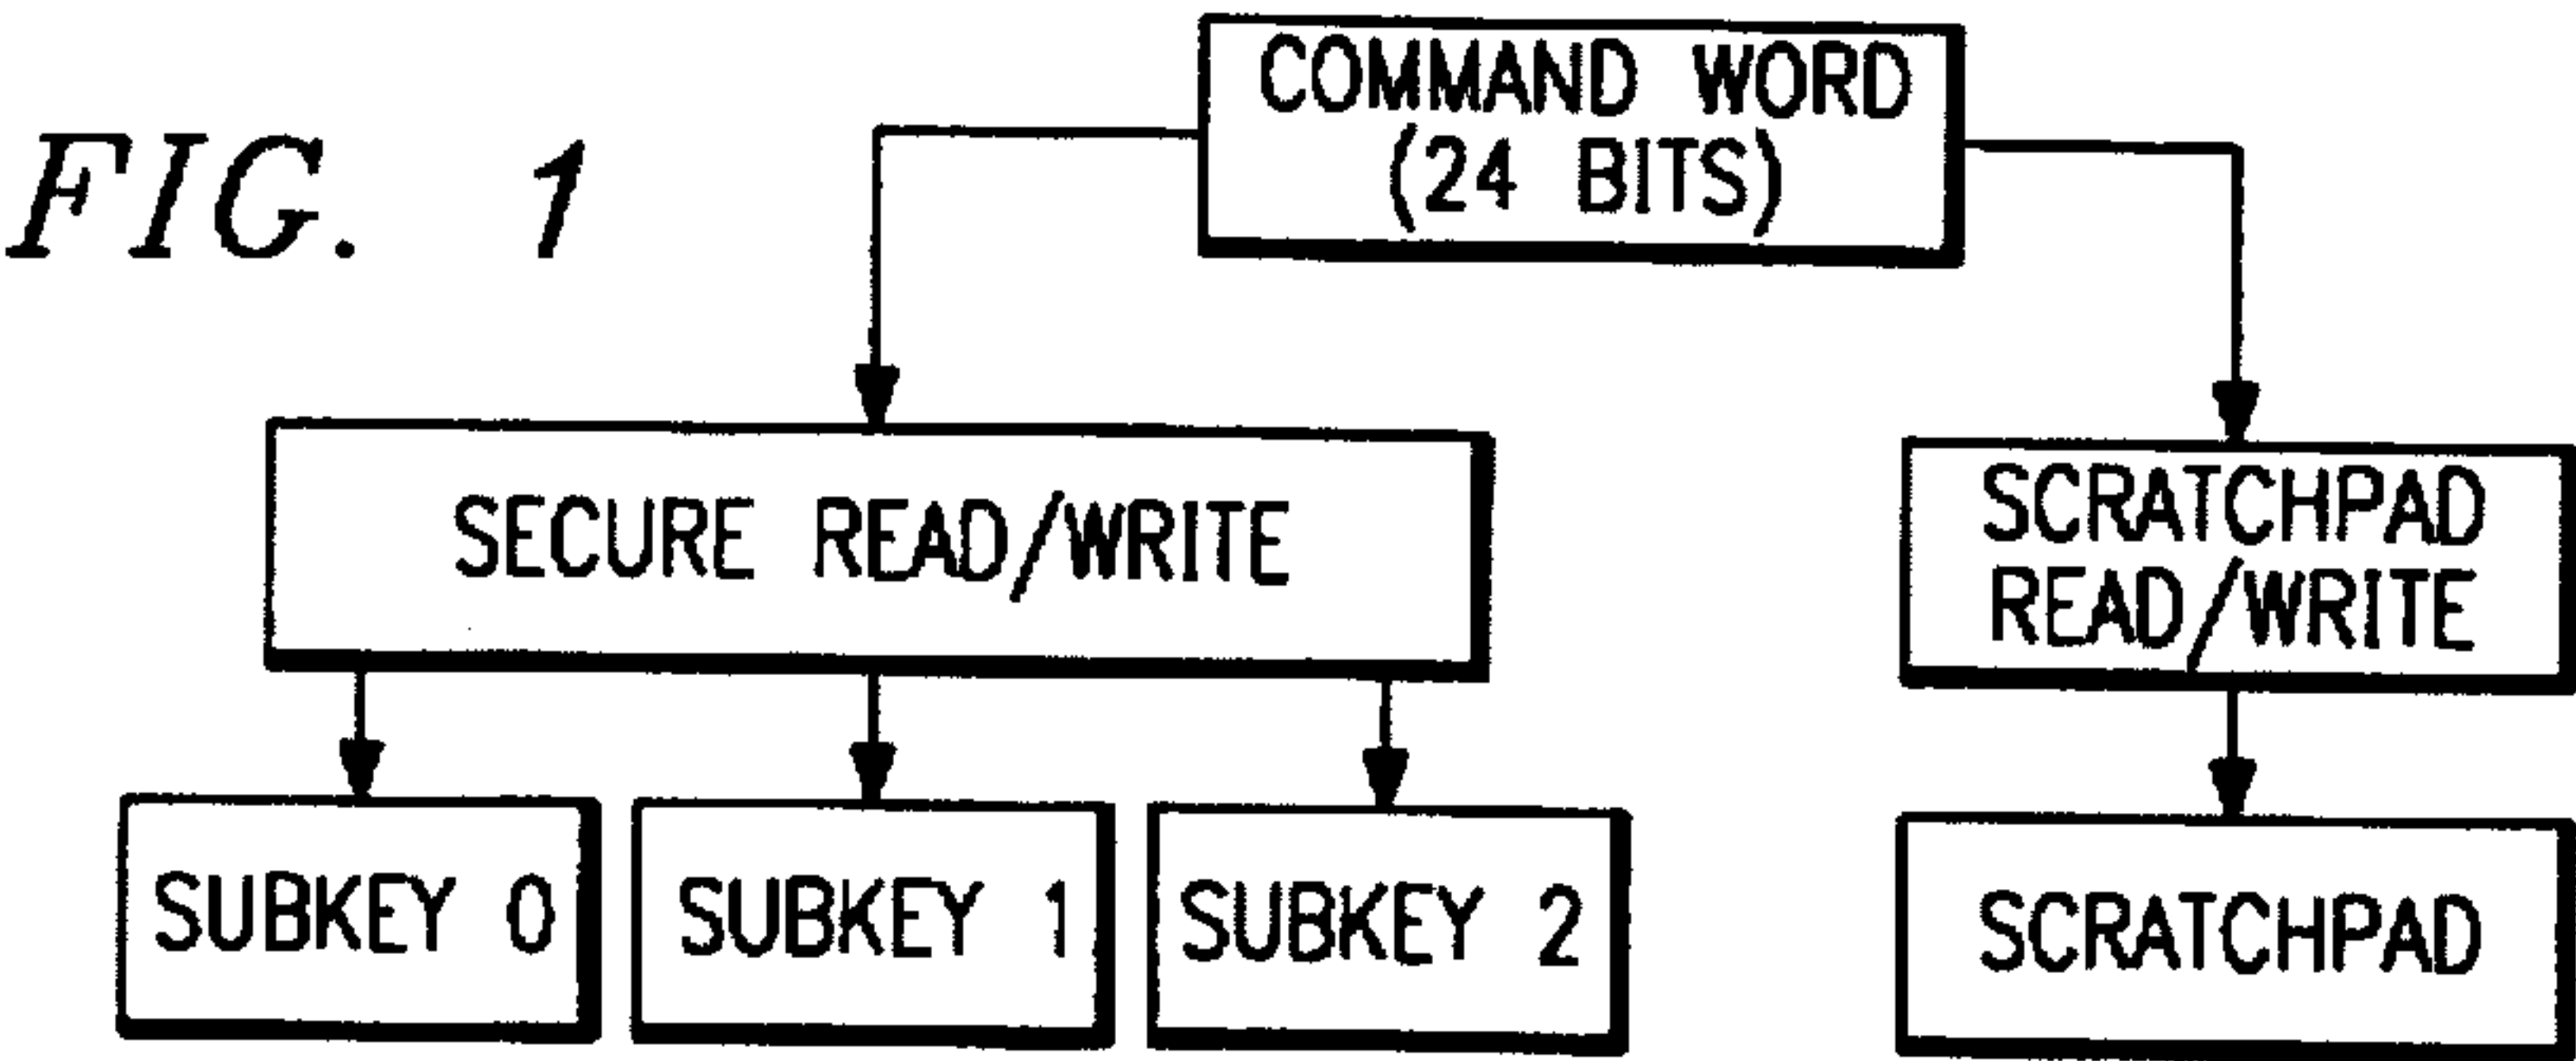 FIG. 1
COMMAND WORD
(24 BITS)
SECURE READ/WRITE
SCRATCHPAD
READ/WRITE
SUBKEY 0
SUBKEY 1
SUBKEY 2
SCRATCHPAD